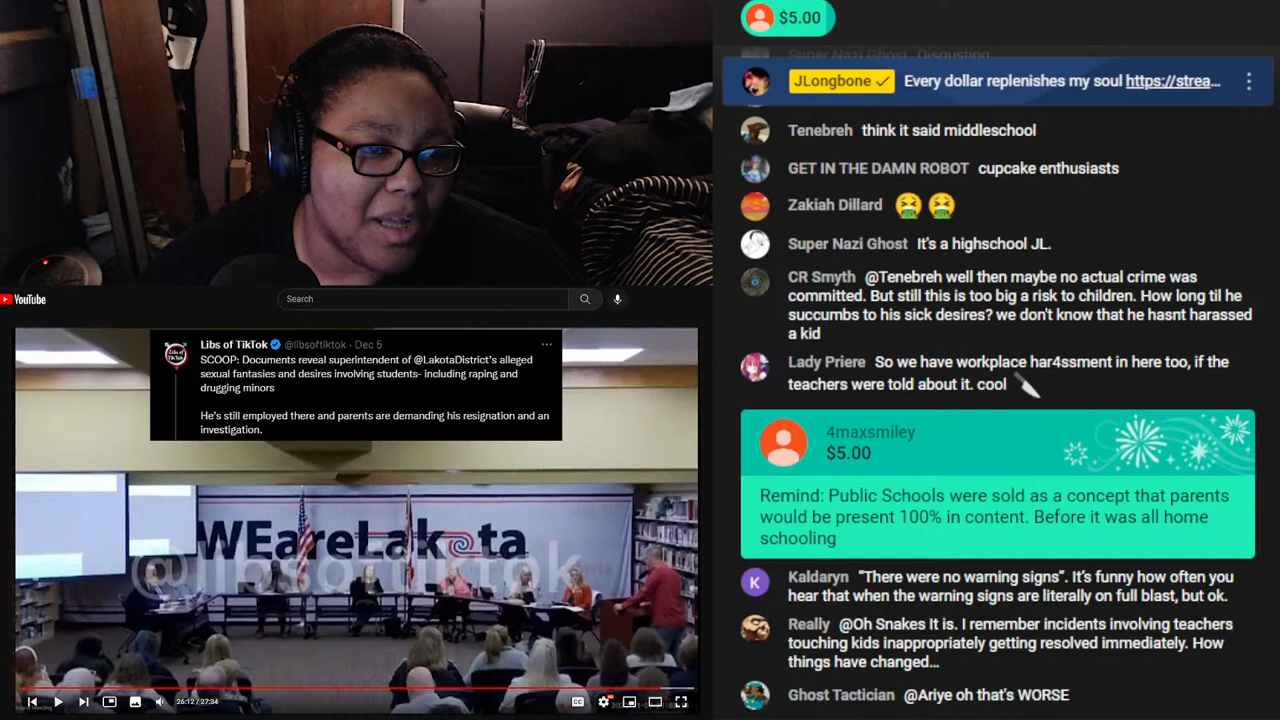 $5.00
Super Nazi Ghost Disgusting
JLongbone Every dollar replenishes my soul https://strea...
Tenebreh think it said middleschool
GET IN THE DAMN ROBOT cupcake enthusiasts
Zakiah Dillard
Super Nazi Ghost It's a highschool JL.
CR Smyth @Tenebreh well then maybe no actual crime was
committed. But still this is too big a risk to children. How long til he
succumbs to his sick desires? we don't know that he hasnt harassed
a kid
Lady Priere So we have workplace har4ssment in here too, if the
teachers were told about it. cool
4maxsmiley
$5.00
Remind: Public Schools were sold as a concept that parents
would be present 100% in content. Before it was all home
schooling
K Kaldaryn “There were no warning signs”. It’s funny how often you
hear that when the warning signs are literally on full blast, but ok.
Really @Oh Snakes It is. I remember incidents involving teachers
touching kids inappropriately getting resolved immediately. How
things have changed…
Ghost Tactician @Ariye oh that's WORSE
YouTube
Search
Libs of TikTok @libsoftiktok · Dec 5
SCOOP: Documents reveal superintendent of @LakotaDistrict's alleged
sexual fantasies and desires involving students- including raping and
drugging minors
He's still employed there and parents are demanding his resignation and an
investigation.
WEareLakota
@libsoftiktok
26:12 / 27:34
CC